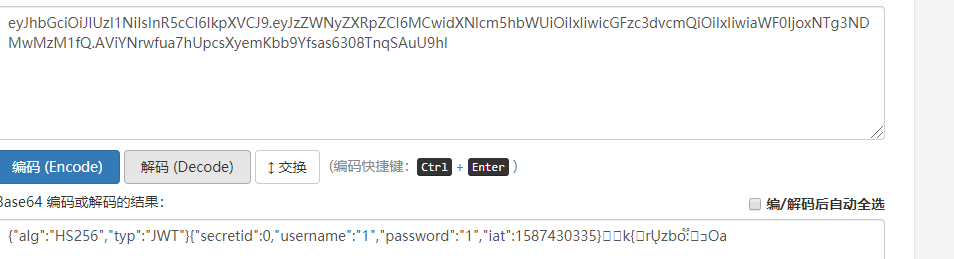 eyJhbGciOiJIUzI1NiIsInR5cCI6IkpXVCJ9.eyJzZWNyZXRpZCI6MCwidXNlcm5hbWUiOiIxIiwicGFzc3dvcmQiOiIxIiwiaWF0IjoxNTg3ND
MwMzM1fQ.AViYNrwfua7hUpcsXyemKbb9Yfsas6308TnqSAuU9hI
编码 (Encode) 解码 (Decode) ↕ 交换 (编码快捷键： Ctrl + Enter )
Base64 编码或解码的结果： 编/解码后自动全选
{"alg":"HS256","typ":"JWT"}{"secretid":0,"username":"1","password":"1","iat":1587430335}